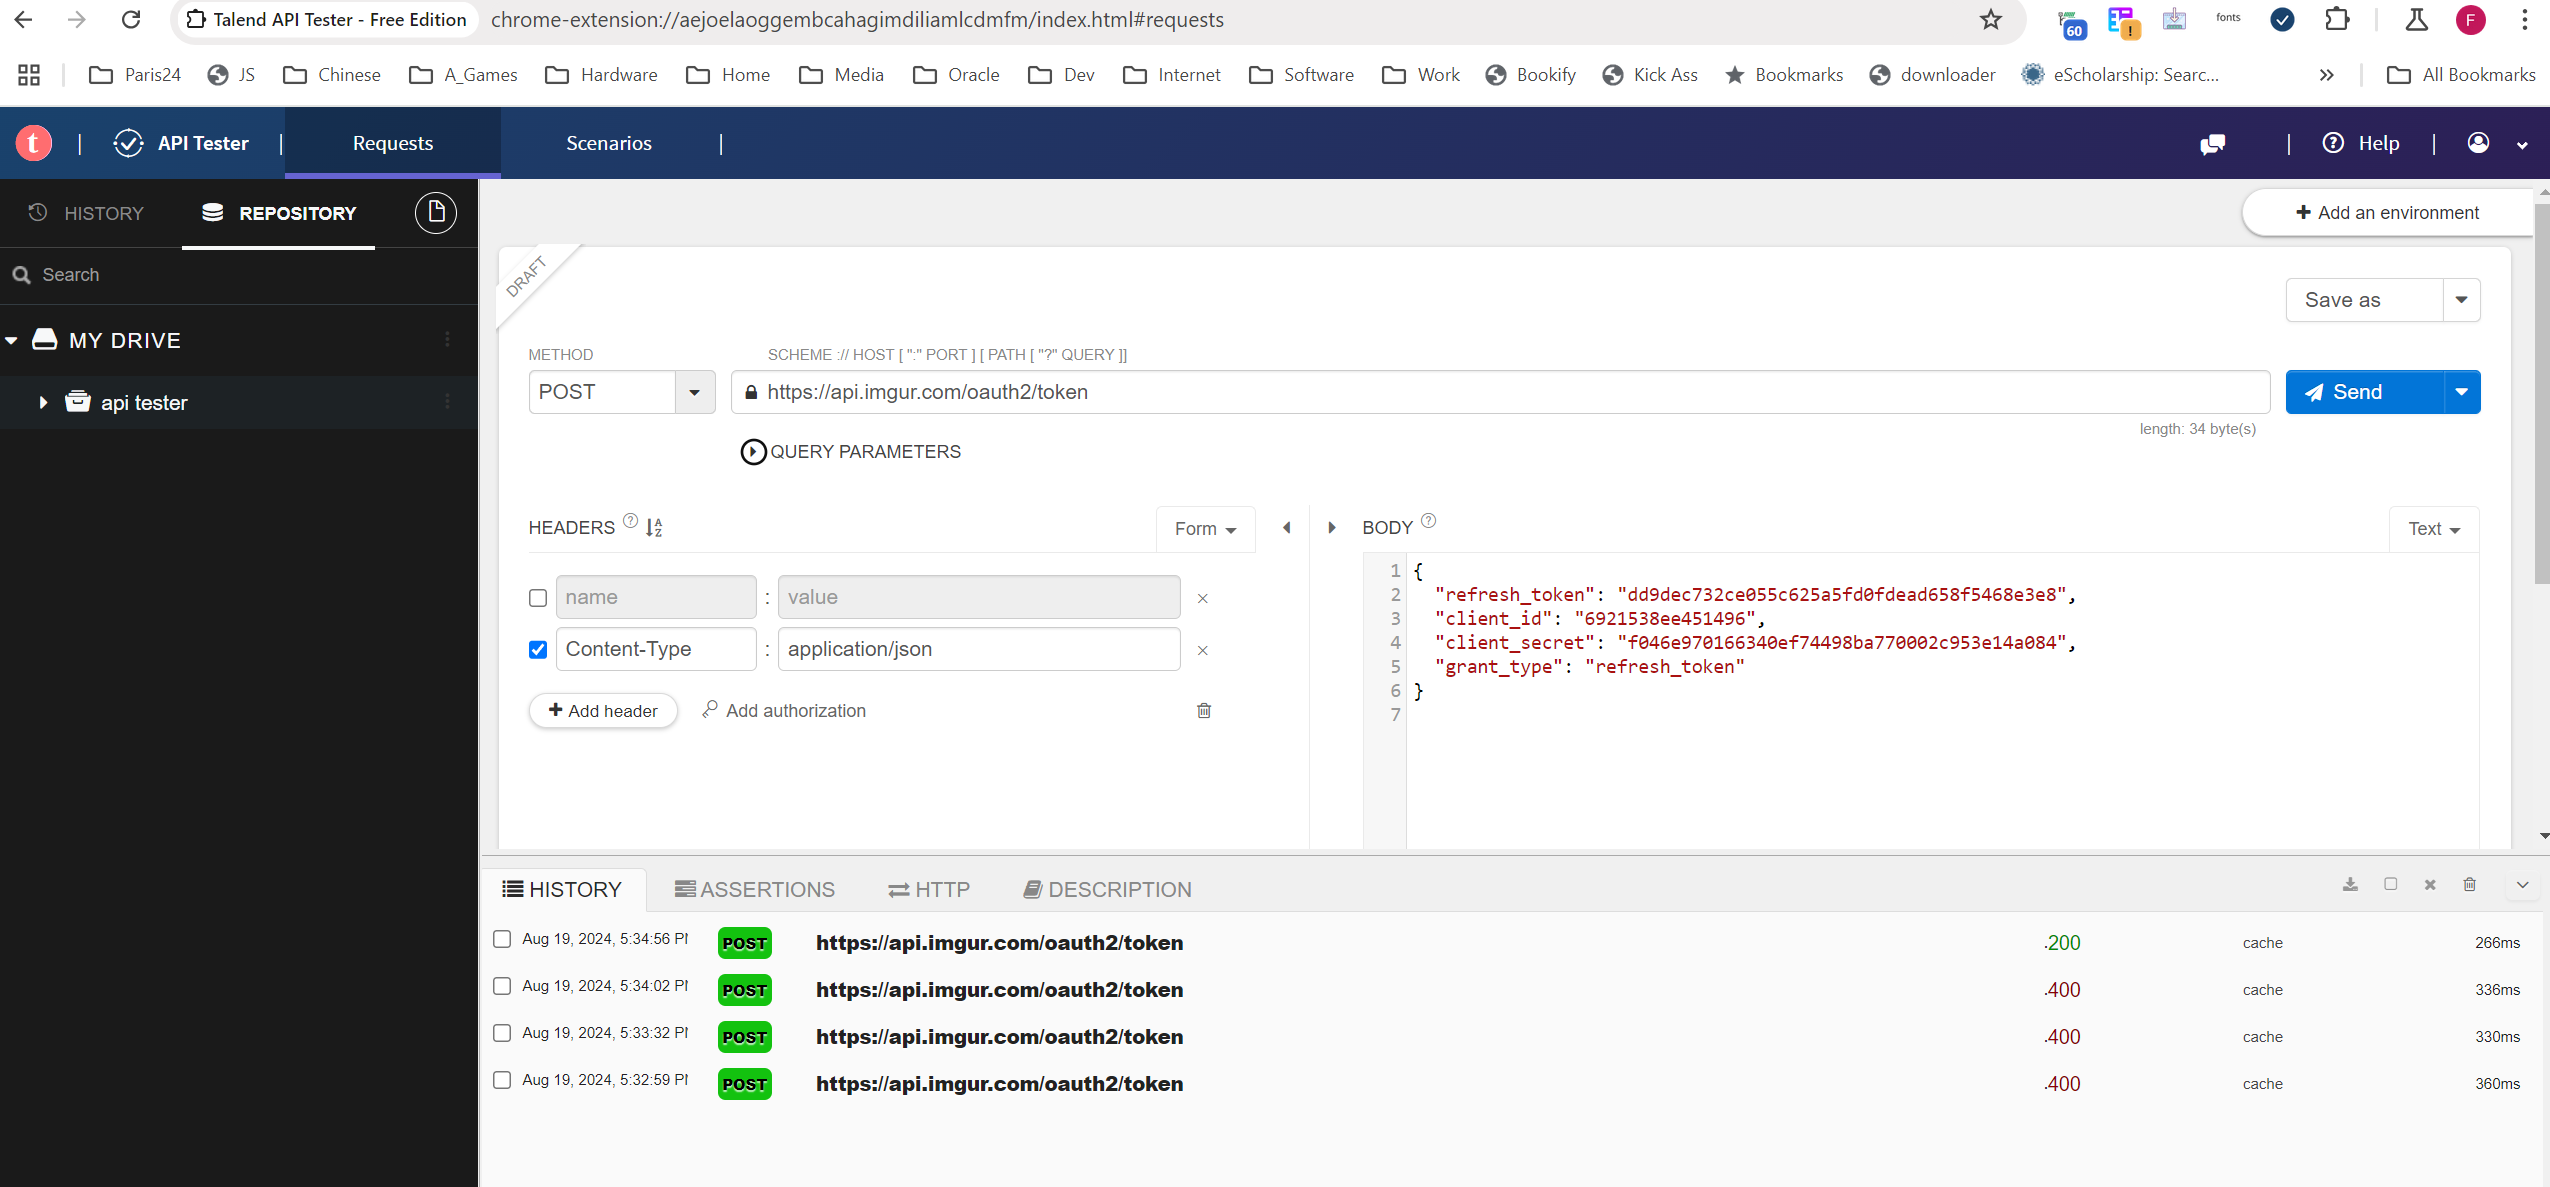 Talend API Tester - Free Edition chrome-extension://aejoelaoggembcahagimdiliamlcdmfm/index.html#requests 60 ! fonts F
Paris24 JS Chinese A_Games Hardware Home Media Oracle Dev Internet Software Work Bookify Kick Ass Bookmarks downloader eScholarship: Searc... » All Bookmarks
t | API Tester | Requests Scenarios | | Help |
HISTORY REPOSITORY
Add an environment
Search
DRAFT
Save as
MY DRIVE
METHOD SCHEME :// HOST [ ":" PORT ] [ PATH [ "?" QUERY ]]
POST https://api.imgur.com/oauth2/token Send
api tester
length: 34 byte(s)
QUERY PARAMETERS
HEADERS Form BODY Text
name : value
Content-Type : application/json
Add header Add authorization
1 {
2 "refresh_token": "dd9dec732ce055c625a5fd0fdead658f5468e3e8",
3 "client_id": "6921538ee451496",
4 "client_secret": "f046e970166340ef74498ba770002c953e14a084",
5 "grant_type": "refresh_token"
6 }
7
HISTORY ASSERTIONS HTTP DESCRIPTION
Aug 19, 2024, 5:34:56 PM POST https://api.imgur.com/oauth2/token .200 cache 266ms
Aug 19, 2024, 5:34:02 PM POST https://api.imgur.com/oauth2/token .400 cache 336ms
Aug 19, 2024, 5:33:32 PM POST https://api.imgur.com/oauth2/token .400 cache 330ms
Aug 19, 2024, 5:32:59 PM POST https://api.imgur.com/oauth2/token .400 cache 360ms